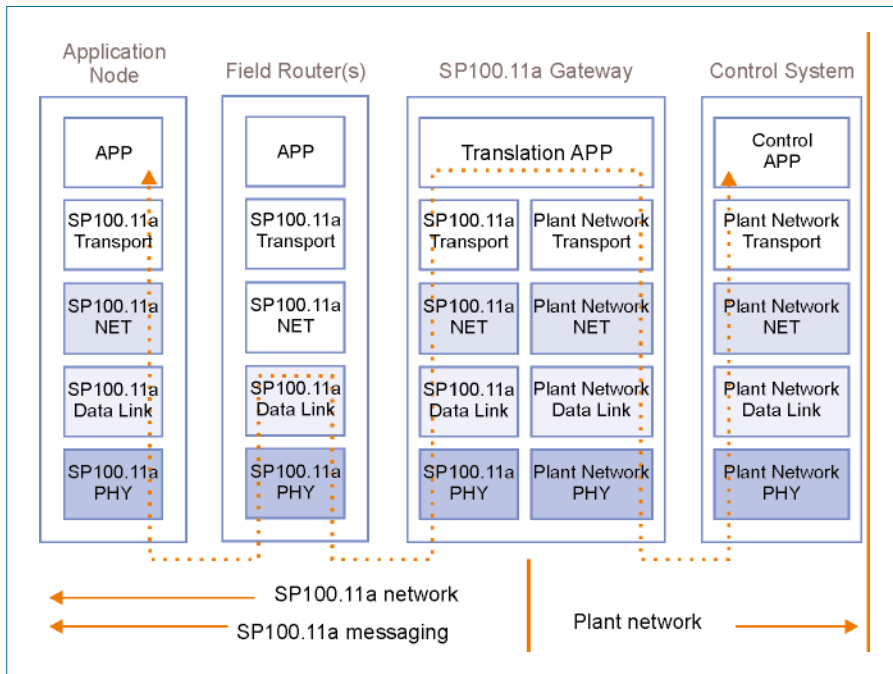 Application
Node
Field Router(s)
SP100.11a Gateway
Control System
APP
APP
Translation APP
Control
APP
SP100.11a
Transport
SP100.11a
Transport
SP100.11a
Transport
Plant Network
Transport
Plant Network
Transport
SP100.11a
NET
SP100.11a
NET
SP100.11a
NET
Plant Network
NET
Plant Network
NET
SP100.11a
Data Link
SP100.11a
Data Link
SP100.11a
Data Link
Plant Network
Data Link
Plant Network
Data Link
SP100.11a
PHY
SP100.11a
PHY
SP100.11a
PHY
Plant Network
PHY
Plant Network
PHY
SP100.11a network
SP100.11a messaging
Plant network